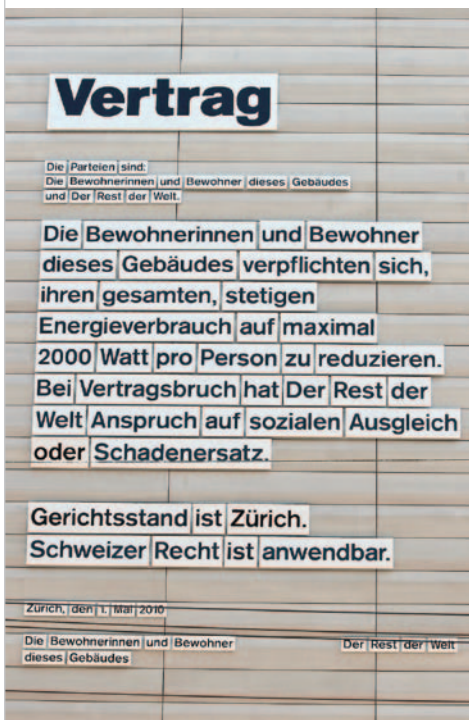 Vertrag
Die Parteien sind:
Die Bewohnerinnen und Bewohner dieses Gebäudes
und Der Rest der Welt.
Die Bewohnerinnen und Bewohner
dieses Gebäudes verpflichten sich,
ihren gesamten, stetigen
Energieverbrauch auf maximal
2000 Watt pro Person zu reduzieren.
Bei Vertragsbruch hat Der Rest der
Welt Anspruch auf sozialen Ausgleich
oder Schadenersatz.
Gerichtsstand ist Zürich.
Schweizer Recht ist anwendbar.
Zürich, den 1. Mai 2010
Die Bewohnerinnen und Bewohner
dieses Gebäudes
Der Rest der Welt